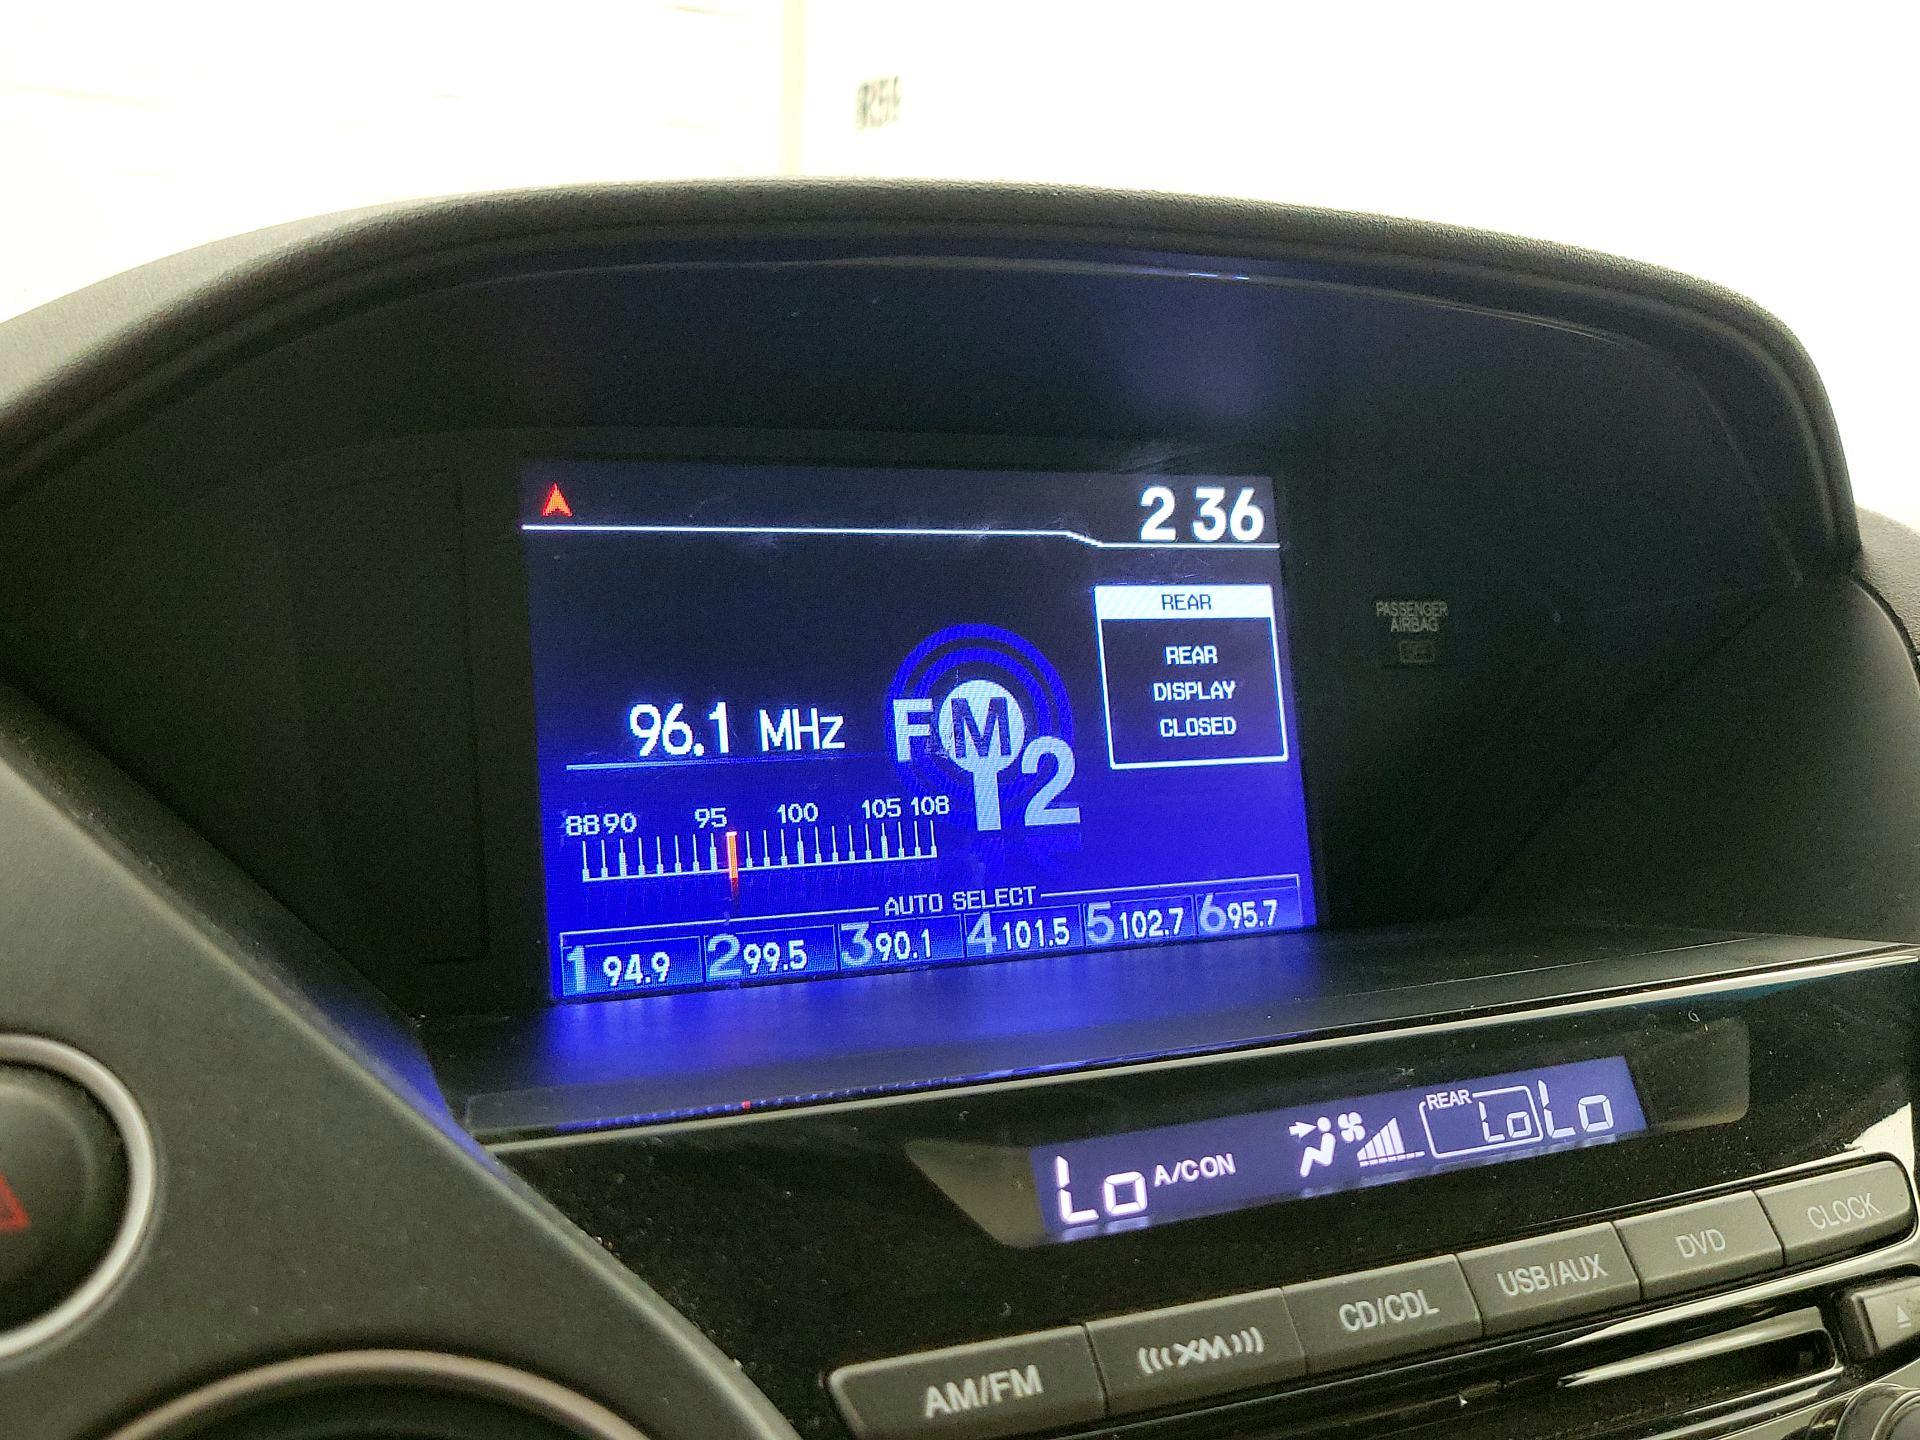 2 36
REAR
REAR
DISPLAY
CLOSED
96.1 MHz
FM 2
88 90 95 100 105 108
AUTO SELECT
1 94.9 2 99.5 3 90.1 4 101.5 5 102.7 6 95.7
PASSENGER
AIRBAG
Lo A/CON REAR Lo Lo
AM/FM XM CD/CDL USB/AUX DVD CLOCK